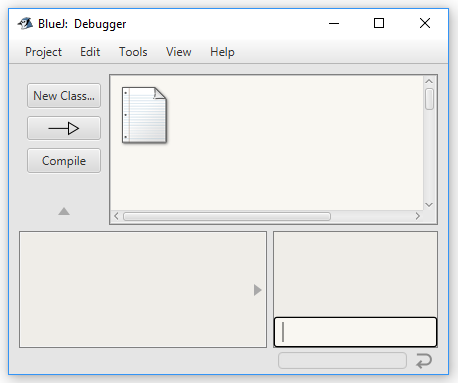 BlueJ: Debugger
Project Edit Tools View Help
New Class...
Compile